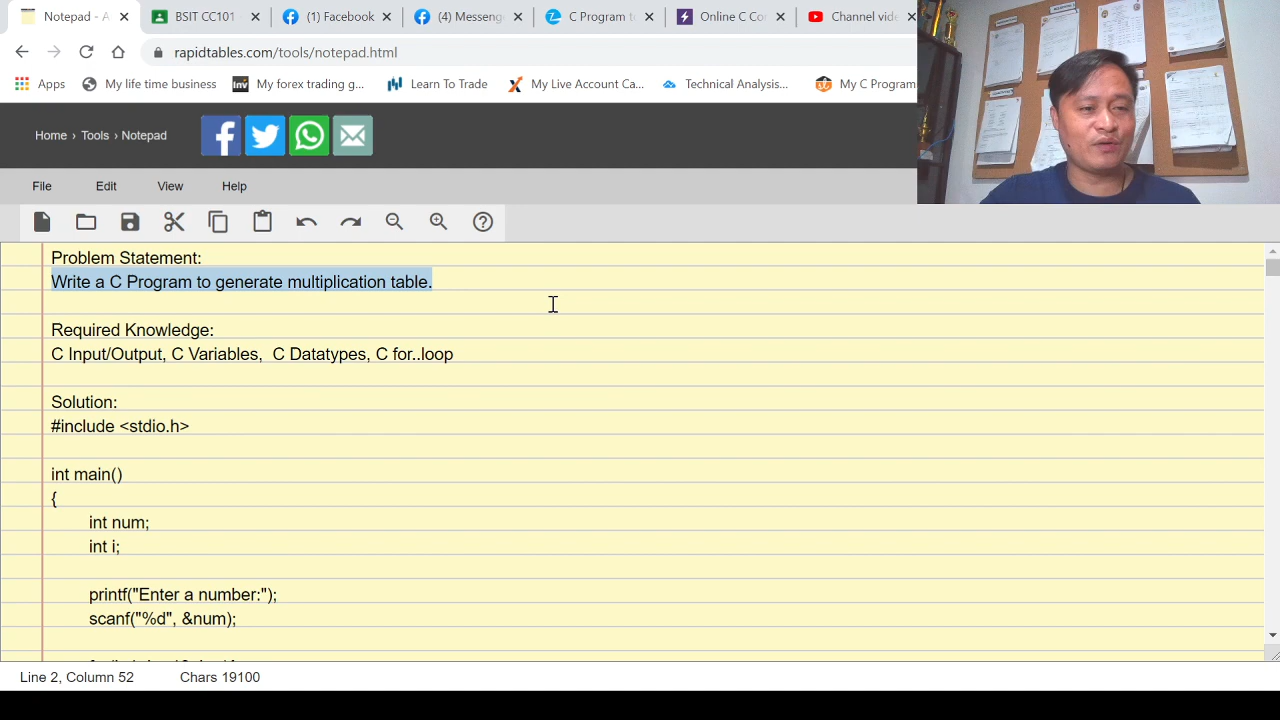 Notepad - A
BSIT CC101
(1) Facebook
(4) Messeng
C Program t
Online C Co
Channel vid
rapidtables.com/tools/notepad.html
Apps
My life time business
My forex trading g...
Learn To Trade
My Live Account Ca...
Technical Analysis...
My C Program
Home › Tools › Notepad
File Edit View Help
Problem Statement:
Write a C Program to generate multiplication table.
Required Knowledge:
C Input/Output, C Variables,  C Datatypes, C for..loop
Solution:
#include <stdio.h>
int main()
{
int num;
int i;
printf("Enter a number:");
scanf("%d", &num);
Line 2, Column 52
Chars 19100